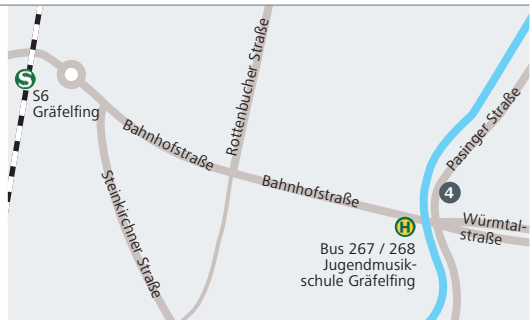 S
S6
Gräfelfing
Bahnhofstraße
Rottenbucher Straße
Steinkirchner Straße
Bahnhofstraße
Pasinger Straße
4
H
Würmtal-
straße
Bus 267 / 268
Jugendmusik-
schule Gräfelfing